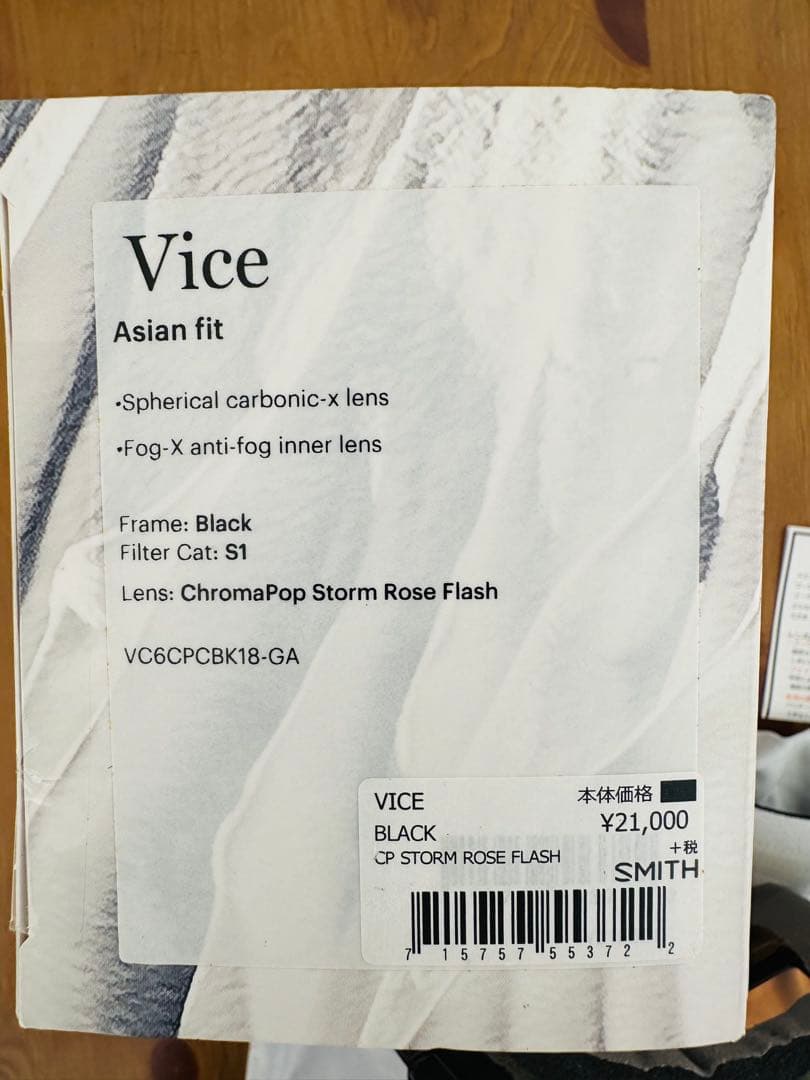 Vice
Asian fit
•Spherical carbonic-x lens
•Fog-X anti-fog inner lens
Frame: Black
Filter Cat: S1
Lens: ChromaPop Storm Rose Flash
VC6CPCBK18-GA
VICE
本体価格
BLACK
¥21,000
+税
CP STORM ROSE FLASH
SMITH
7 15757 55372 2